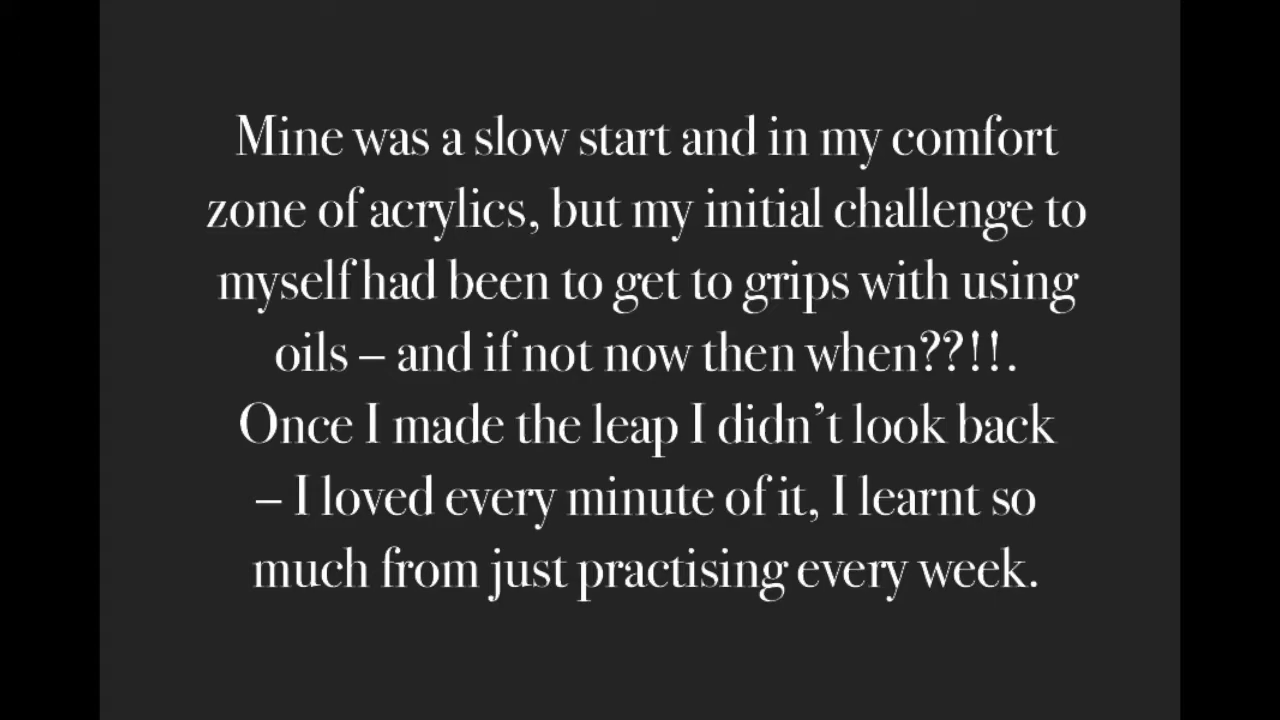 Mine was a slow start and in my comfort
zone of acrylics, but my initial challenge to
myself had been to get to grips with using
oils – and if not now then when??!!.
Once I made the leap I didn’t look back
– I loved every minute of it, I learnt so
much from just practising every week.